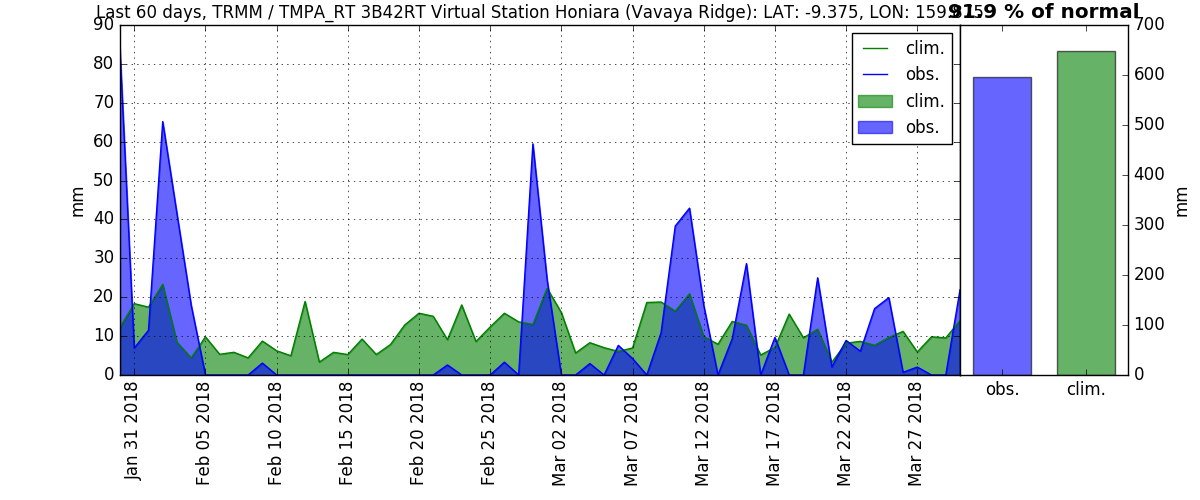 Last 60 days, TRMM / TMPA_RT 3B42RT Virtual Station Honiara (Vavaya Ridge): LAT: -9.375, LON:
91.9 % of normal
90
80
70
60
50
40
30
20
10
0
mm
clim.
obs.
clim.
obs.
Jan 31 2018
Feb 05 2018
Feb 10 2018
Feb 15 2018
Feb 20 2018
Feb 25 2018
Mar 02 2018
Mar 07 2018
Mar 12 2018
Mar 17 2018
Mar 22 2018
Mar 27 2018
700
600
500
400
300
200
100
0
mm
obs.
clim.